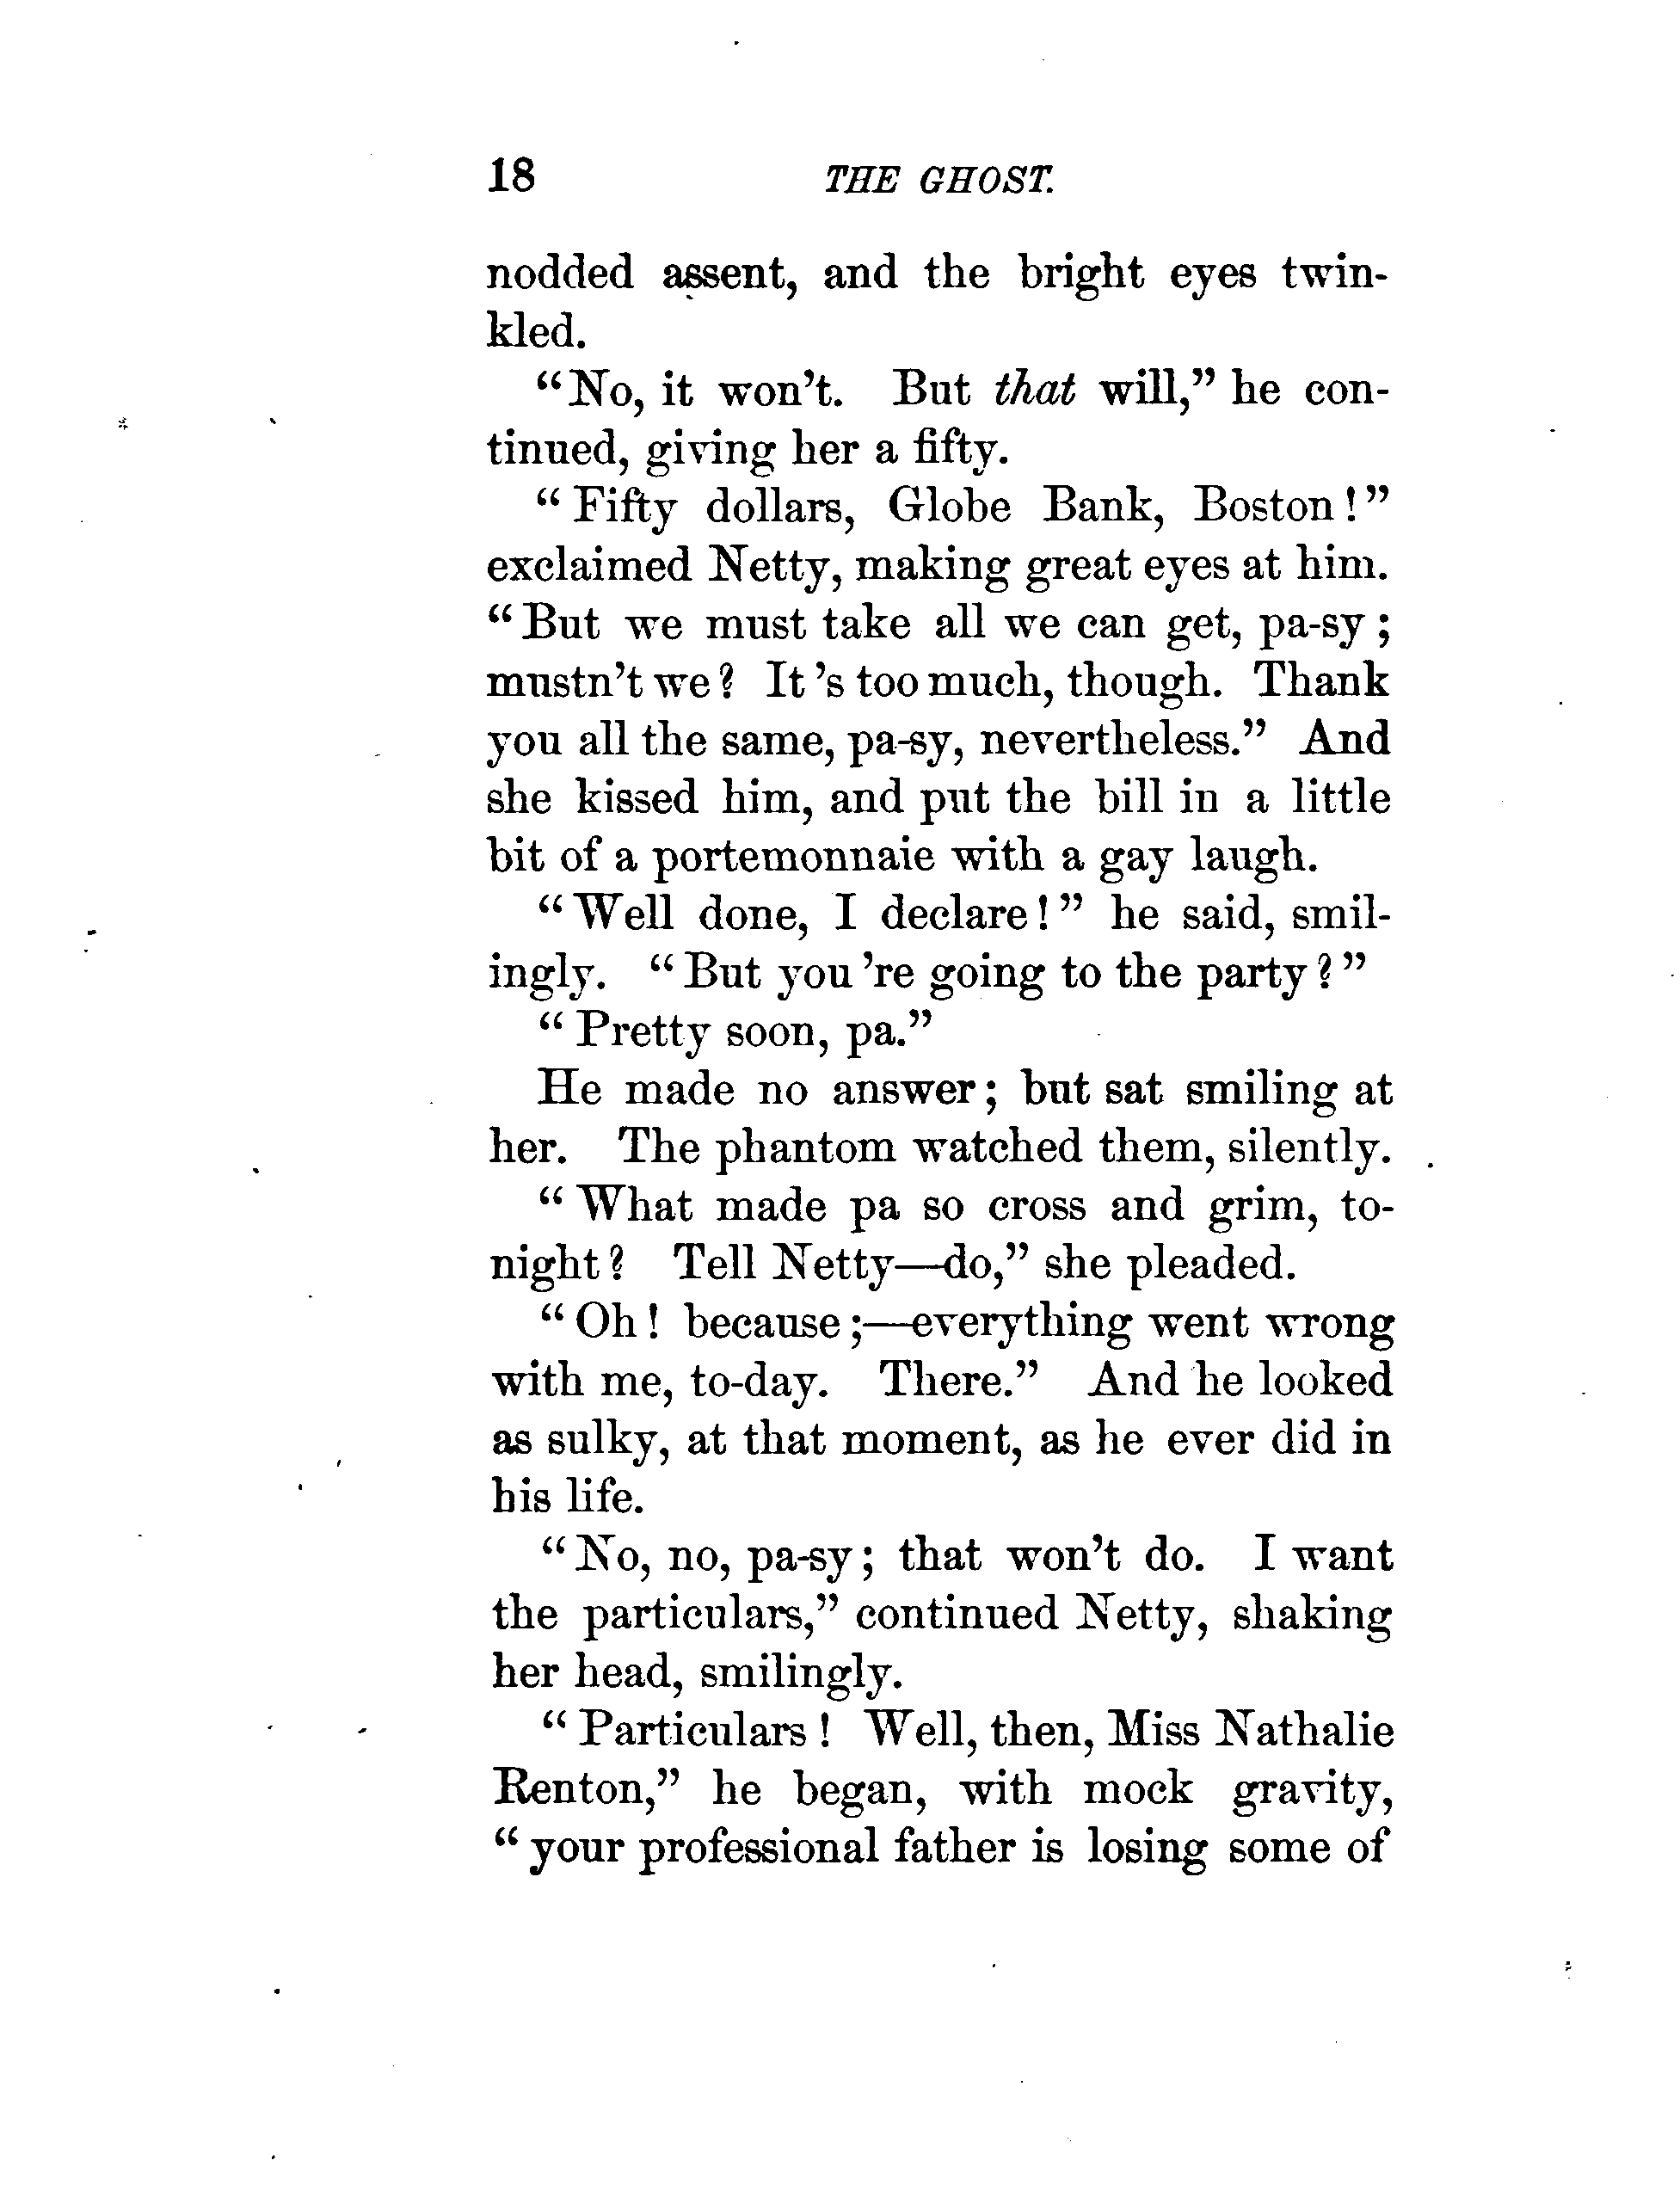 18 THE GHOST.
nodded assent, and the bright eyes twin-
kled.
“No, it won’t. But that will,” he con-
tinued, giving her a fifty.
“Fifty dollars, Globe Bank, Boston!”
exclaimed Netty, making great eyes at him.
“But we must take all we can get, pa-sy;
mustn’t we? It ’s too much, though. Thank
you all the same, pa-sy, nevertheless.” And
she kissed him, and put the bill in a little
bit of a portemonnaie with a gay laugh.
“Well done, I declare!” he said, smil-
ingly. “But you ’re going to the party?”
“Pretty soon, pa.”
He made no answer; but sat smiling at
her. The phantom watched them, silently.
“What made pa so cross and grim, to-
night? Tell Netty—do,” she pleaded.
“Oh! because;—everything went wrong
with me, to-day. There.” And he looked
as sulky, at that moment, as he ever did in
his life.
“No, no, pa-sy; that won’t do. I want
the particulars,” continued Netty, shaking
her head, smilingly.
“Particulars! Well, then, Miss Nathalie
Renton,” he began, with mock gravity,
“your professional father is losing some of